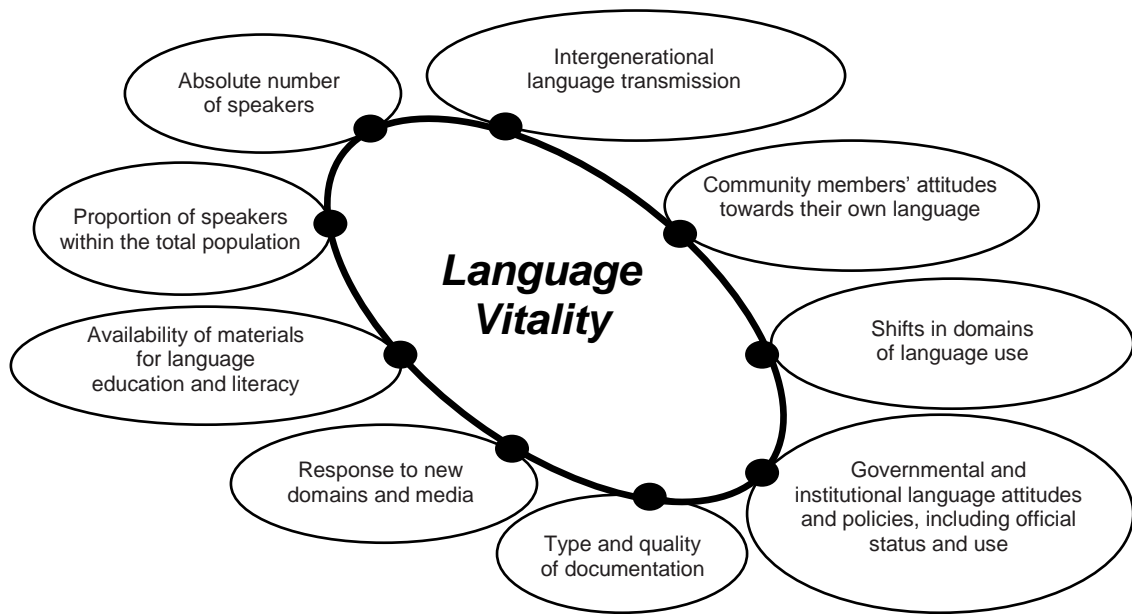 Absolute number
of speakers
Intergenerational
language transmission
Proportion of speakers
within the total population
Community members’ attitudes
towards their own language
Language
Vitality
Availability of materials
for language
education and literacy
Shifts in domains
of language use
Response to new
domains and media
Type and quality
of documentation
Governmental and
institutional language attitudes
and policies, including official
status and use